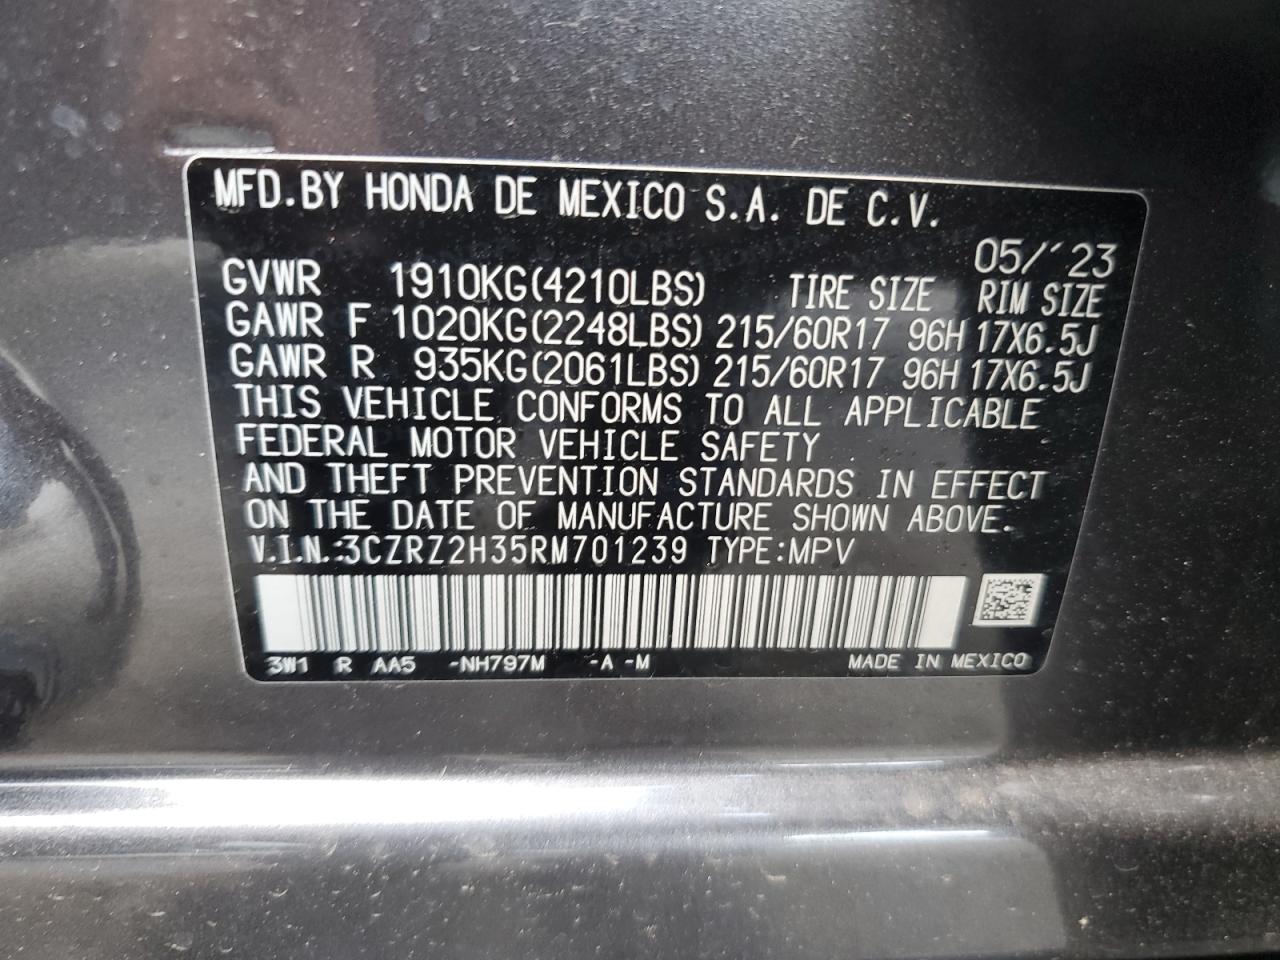 MFD.BY HONDA DE MEXICO S.A. DE C.V.
05/´23
GVWR 1910KG(4210LBS) TIRE SIZE RIM SIZE
GAWR F 1020KG(2248LBS) 215/60R17 96H 17X6.5J
GAWR R 935KG(2061LBS) 215/60R17 96H 17X6.5J
THIS VEHICLE CONFORMS TO ALL APPLICABLE
FEDERAL MOTOR VEHICLE SAFETY
AND THEFT PREVENTION STANDARDS IN EFFECT
ON THE DATE OF MANUFACTURE SHOWN ABOVE.
V.I.N.:3CZRZ2H35RM701239 TYPE:MPV
3W1 R AA5 -NH797M -A -M MADE IN MEXICO